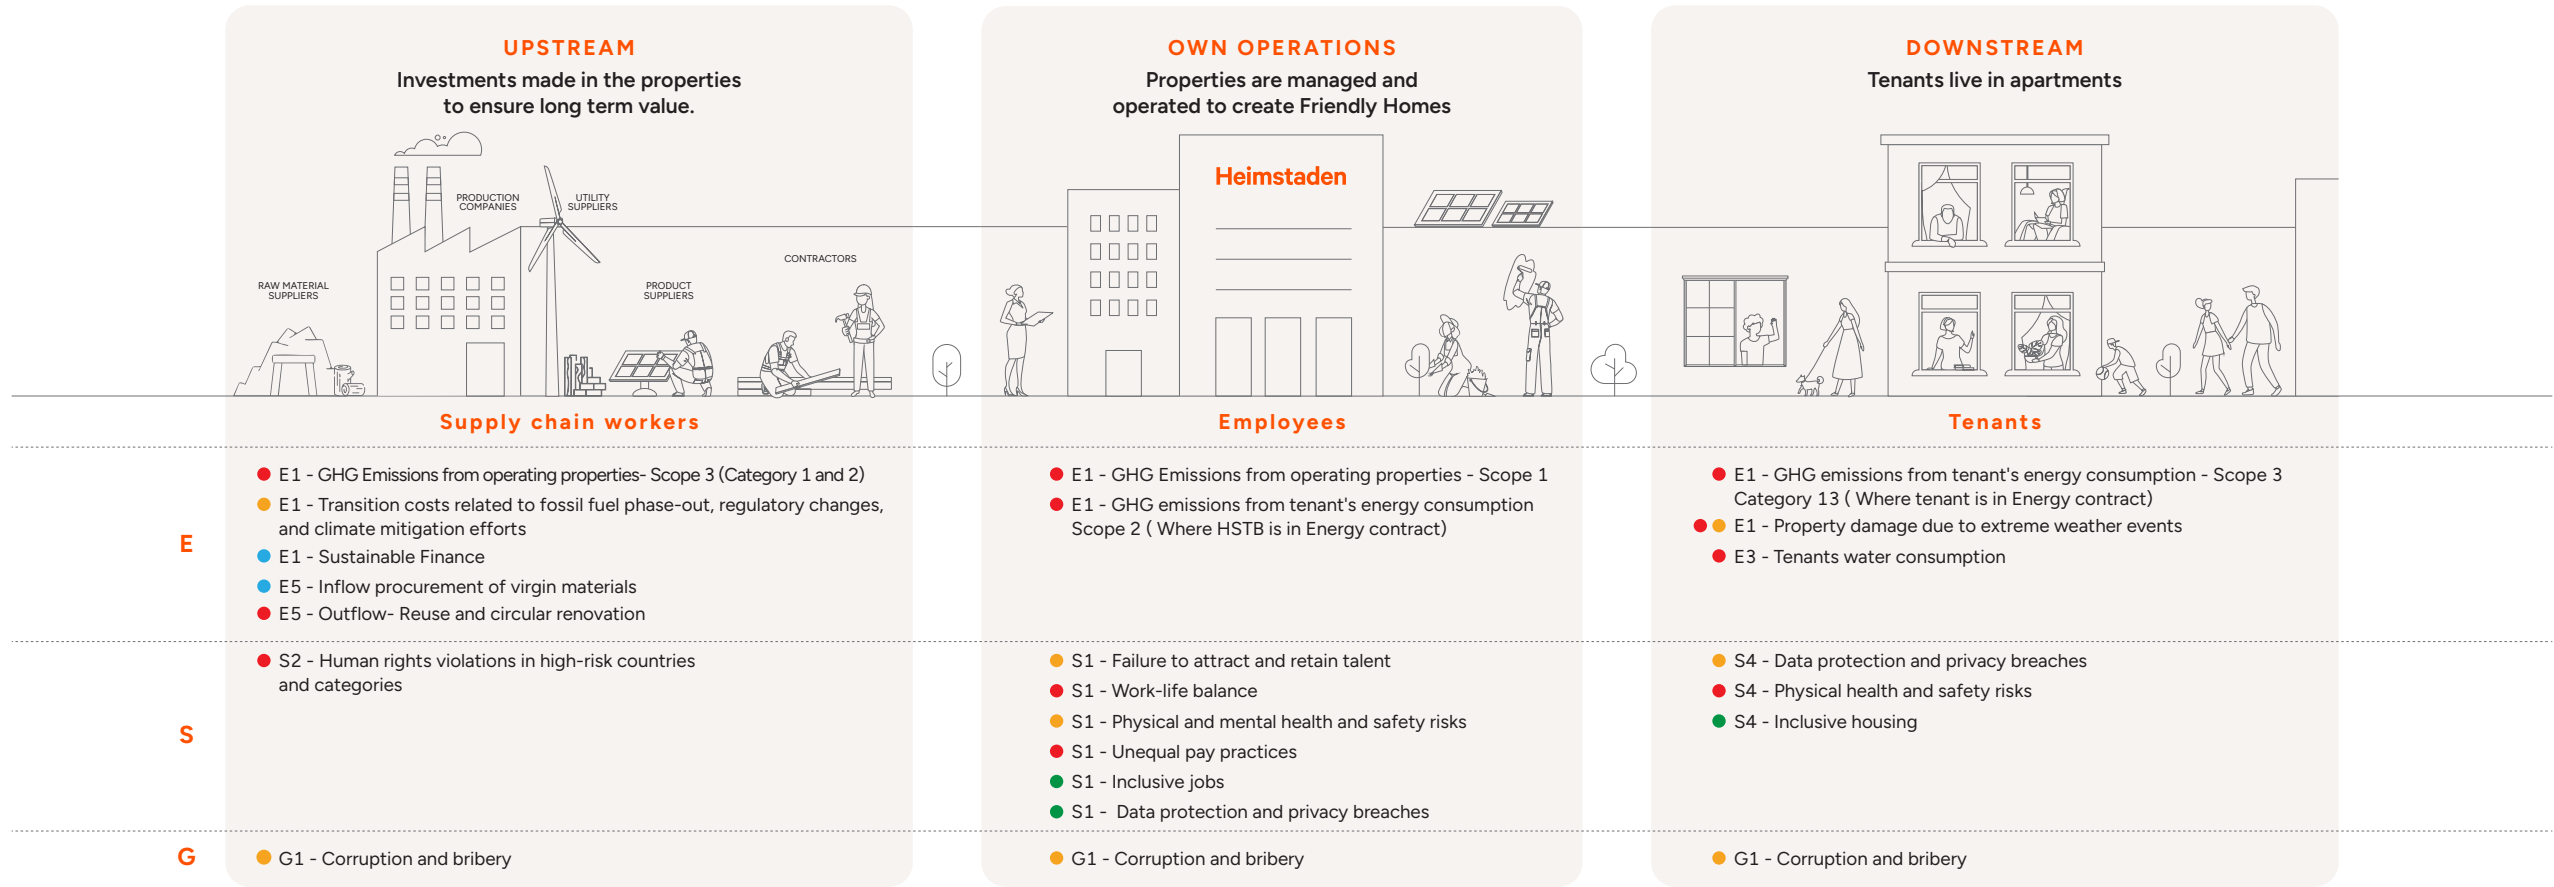 UPSTREAM
Investments made in the properties
to ensure long term value.
PRODUCTION
COMPANIES
UTILITY
SUPPLIERS
RAW MATERIAL
SUPPLIERS
PRODUCT
SUPPLIERS
CONTRACTORS
Supply chain workers
OWN OPERATIONS
Properties are managed and
operated to create Friendly Homes
Heimstaden
Employees
DOWNSTREAM
Tenants live in apartments
Tenants
E
E1 - GHG Emissions from operating properties- Scope 3 (Category 1 and 2)
E1 - Transition costs related to fossil fuel phase-out, regulatory changes,
and climate mitigation efforts
E1 - Sustainable Finance
E5 - Inflow procurement of virgin materials
E5 - Outflow- Reuse and circular renovation
E1 - GHG Emissions from operating properties - Scope 1
E1 - GHG emissions from tenant's energy consumption
Scope 2 ( Where HSTB is in Energy contract)
E1 - GHG emissions from tenant's energy consumption - Scope 3
Category 13 ( Where tenant is in Energy contract)
E1 - Property damage due to extreme weather events
E3 - Tenants water consumption
S
S2 - Human rights violations in high-risk countries
and categories
S1 - Failure to attract and retain talent
S1 - Work-life balance
S1 - Physical and mental health and safety risks
S1 - Unequal pay practices
S1 - Inclusive jobs
S1 - Data protection and privacy breaches
S4 - Data protection and privacy breaches
S4 - Physical health and safety risks
S4 - Inclusive housing
G
G1 - Corruption and bribery
G1 - Corruption and bribery
G1 - Corruption and bribery